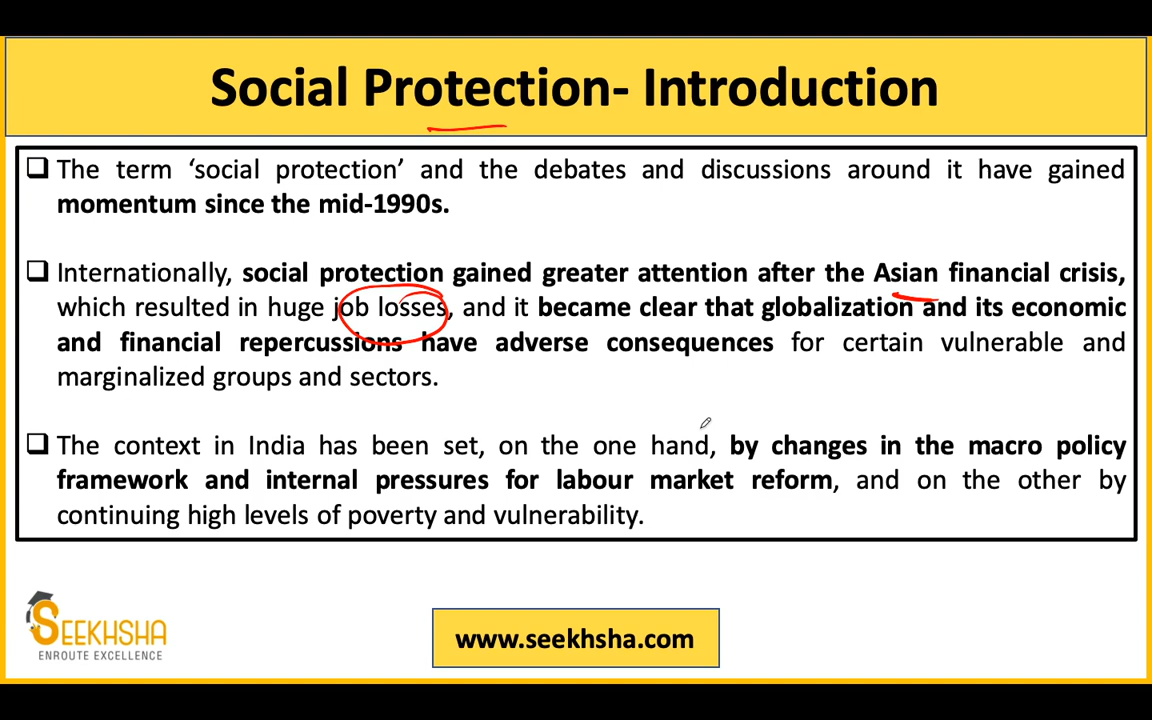 Social Protection- Introduction
The term ‘social protection’ and the debates and discussions around it have gained
momentum since the mid-1990s.
Internationally, social protection gained greater attention after the Asian financial crisis,
which resulted in huge job losses, and it became clear that globalization and its economic
and financial repercussions have adverse consequences for certain vulnerable and
marginalized groups and sectors.
The context in India has been set, on the one hand, by changes in the macro policy
framework and internal pressures for labour market reform, and on the other by
continuing high levels of poverty and vulnerability.
SEEKHSHA
ENROUTE EXCELLENCE
www.seekhsha.com